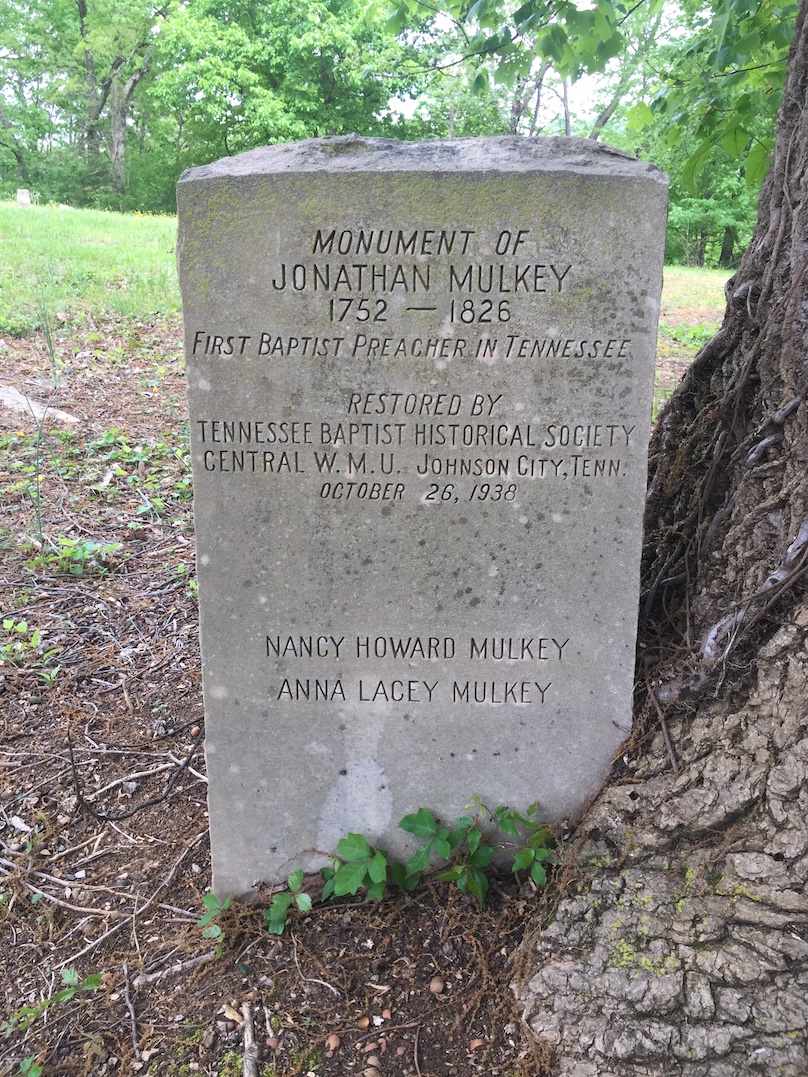 MONUMENT OF
JONATHAN MULKEY
1752 — 1826
FIRST BAPTIST PREACHER IN TENNESSEE
RESTORED BY
TENNESSEE BAPTIST HISTORICAL SOCIETY
CENTRAL W.M.U. JOHNSON CITY, TENN.
OCTOBER 26, 1938
NANCY HOWARD MULKEY
ANNA LACEY MULKEY